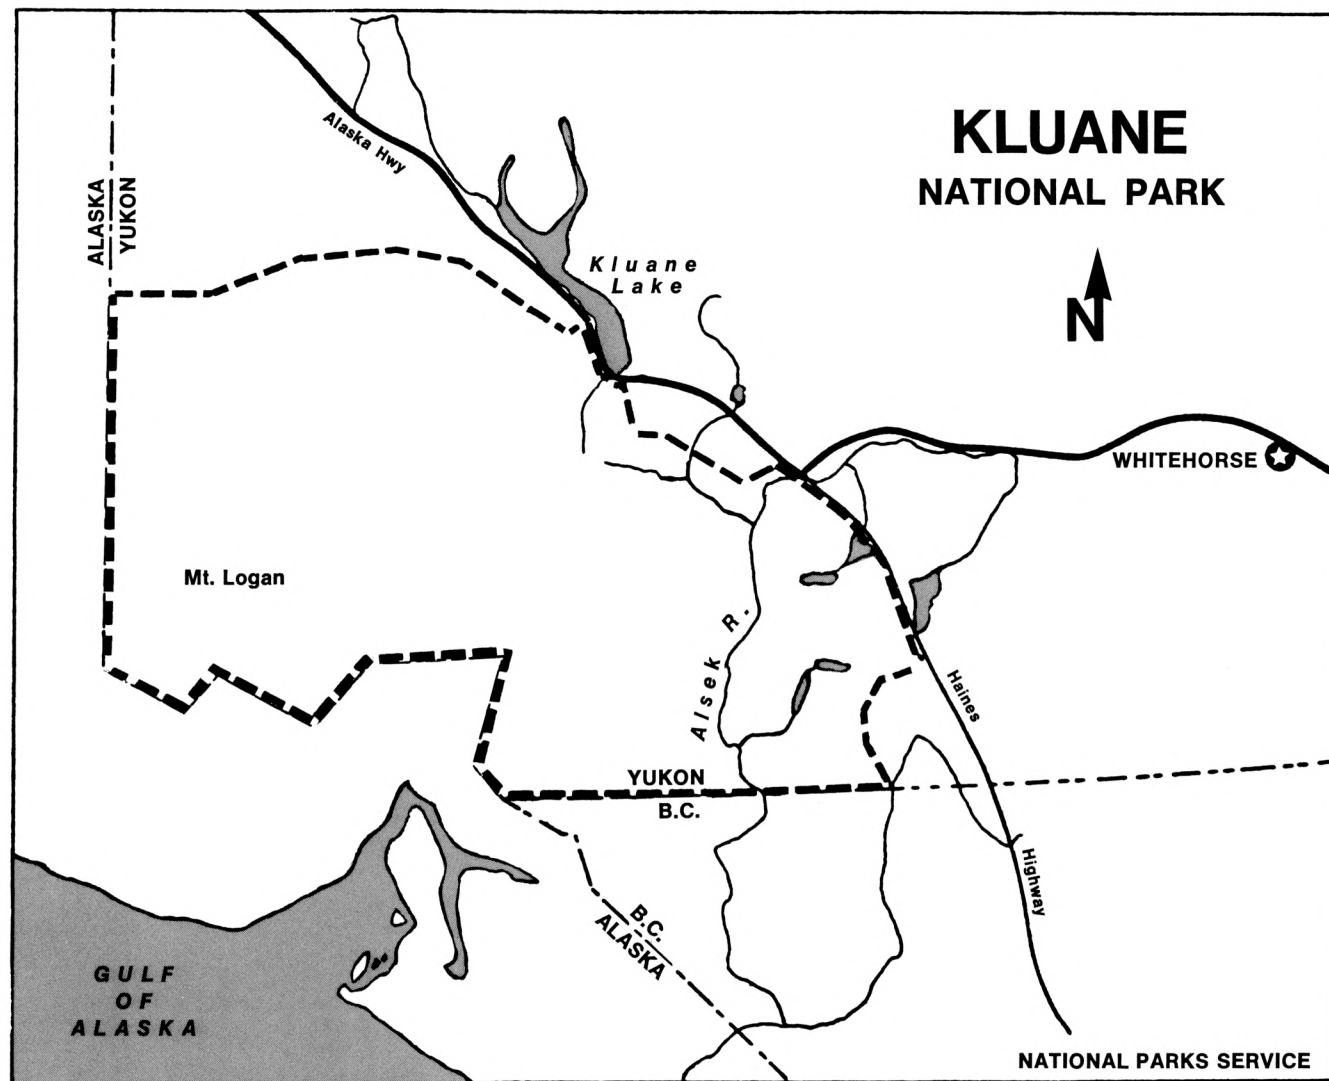 KLUANE
NATIONAL PARK
N
Alaska Hwy
ALASKA
YUKON
Kluane
Lake
WHITEHORSE
Mt. Logan
Alsek R.
Haines
Highway
YUKON
B.C.
B.C.
ALASKA
GULF
OF
ALASKA
NATIONAL PARKS SERVICE